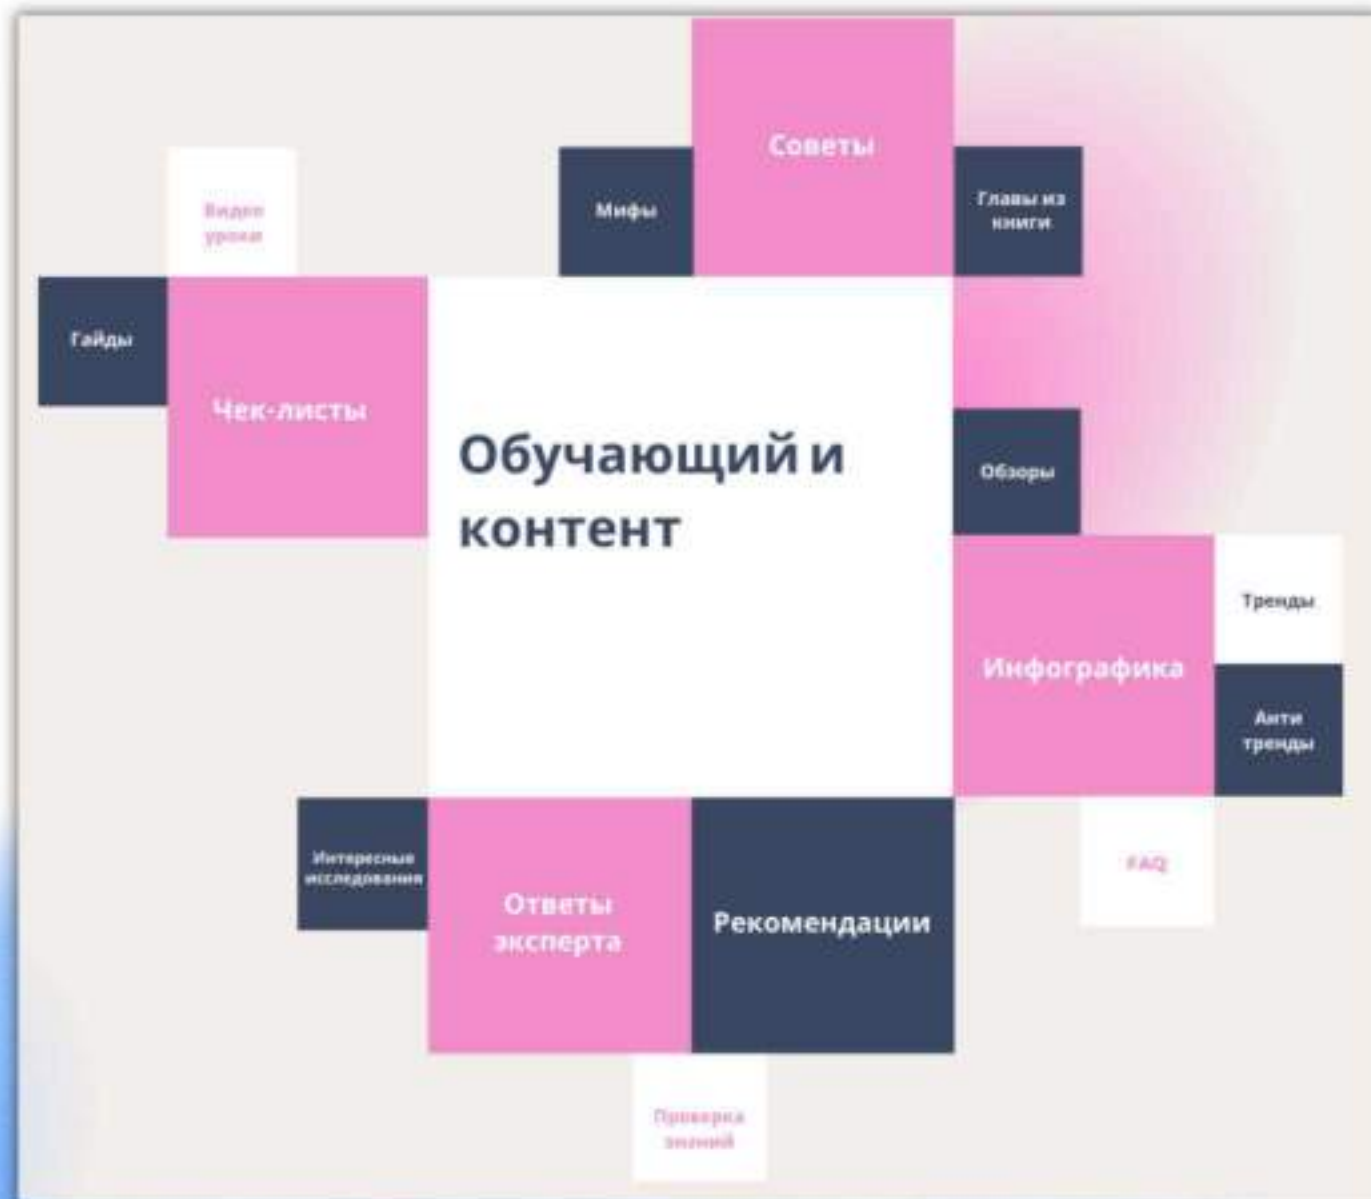 Советы
Мифы
Главы из
книги
Видео
уроки
Гайды
Чек-листы
Обучающий и
контент
Обзоры
Тренды
Инфографика
Анти
тренды
Интересные
исследования
Ответы
эксперта
Рекомендации
FAQ
Проверка
знаний